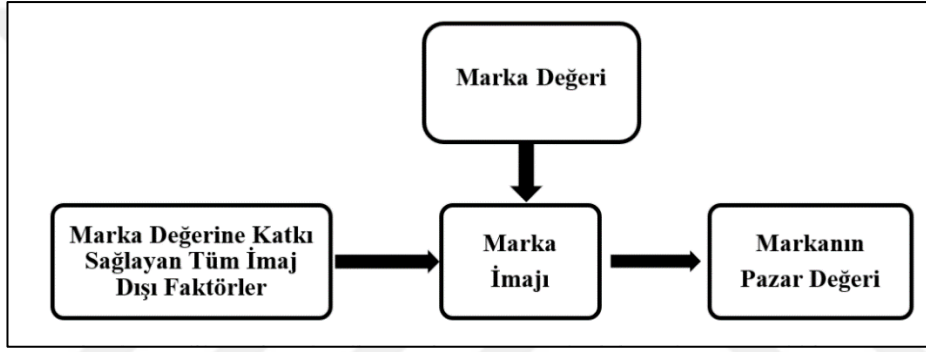 Marka Değeri
Marka Değerine Katkı
Sağlayan Tüm İmaj
Dışı Faktörler
Marka
İmajı
Markanın
Pazar Değeri